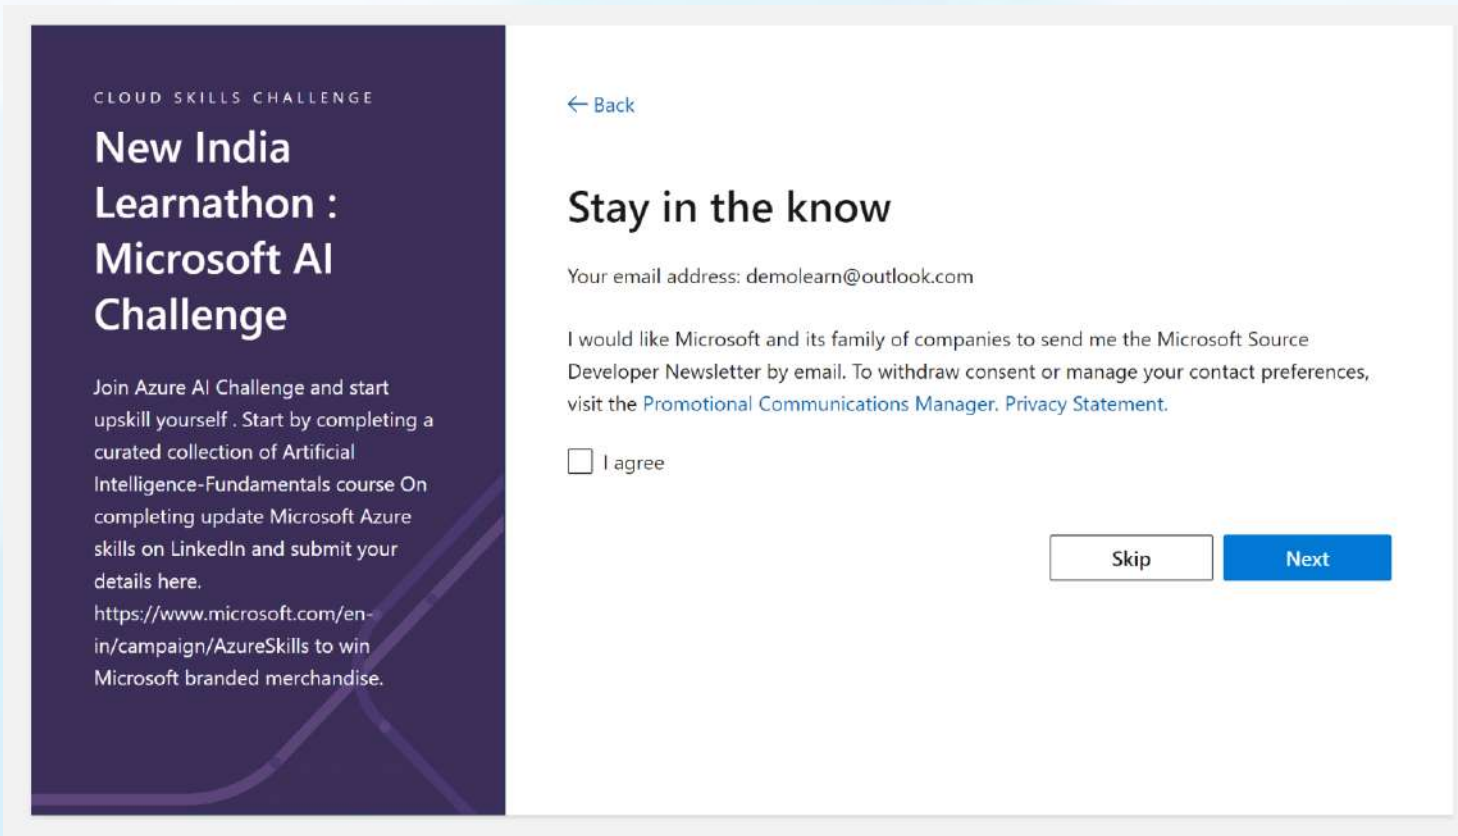 CLOUD SKILLS CHALLENGE
New India
Learnathon :
Microsoft AI
Challenge
Join Azure AI Challenge and start
upskill yourself . Start by completing a
curated collection of Artificial
Intelligence-Fundamentals course On
completing update Microsoft Azure
skills on LinkedIn and submit your
details here.
https://www.microsoft.com/en-
in/campaign/AzureSkills to win
Microsoft branded merchandise.
← Back
Stay in the know
Your email address: demolearn@outlook.com
I would like Microsoft and its family of companies to send me the Microsoft Source
Developer Newsletter by email. To withdraw consent or manage your contact preferences,
visit the Promotional Communications Manager. Privacy Statement.
I agree
Skip
Next